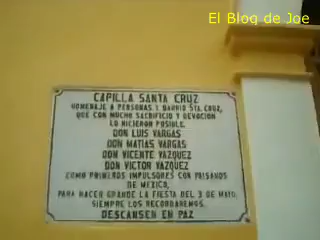 El Blog de Joe
CAPILLA SANTA CRUZ
HOMENAJE A PERSONAS BARRIO STA. CRUZ,
QUE CON MUCHO SACRIFICIO Y DEVOCION
LO HICIERON POSIBLE.
DON LUIS VARGAS
DON MATIAS VARGAS
DON VICENTE VAZQUEZ
DON VICTOR VAZQUEZ
COMO PRIMEROS IMPULSORES CON PAISANOS
DE MEXICO,
PARA HACER GRANDE LA FIESTA DEL 3 DE MAYO.
SIEMPRE LOS RECORDAREMOS.
DESCANSEN EN PAZ